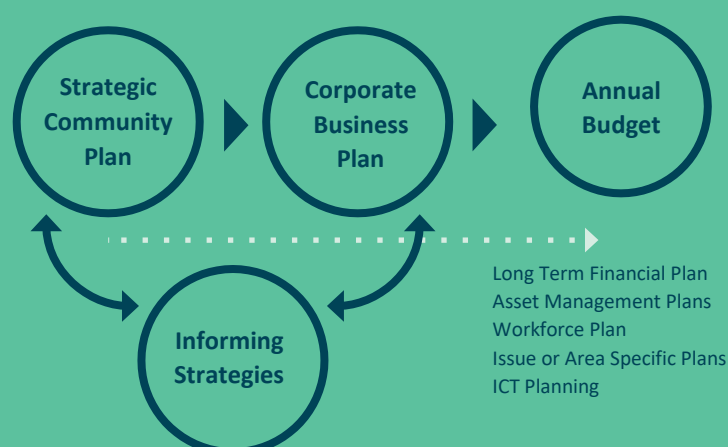 Strategic
Community
Plan
Corporate
Business
Plan
Annual
Budget
Informing
Strategies
Long Term Financial Plan
Asset Management Plans
Workforce Plan
Issue or Area Specific Plans
ICT Planning